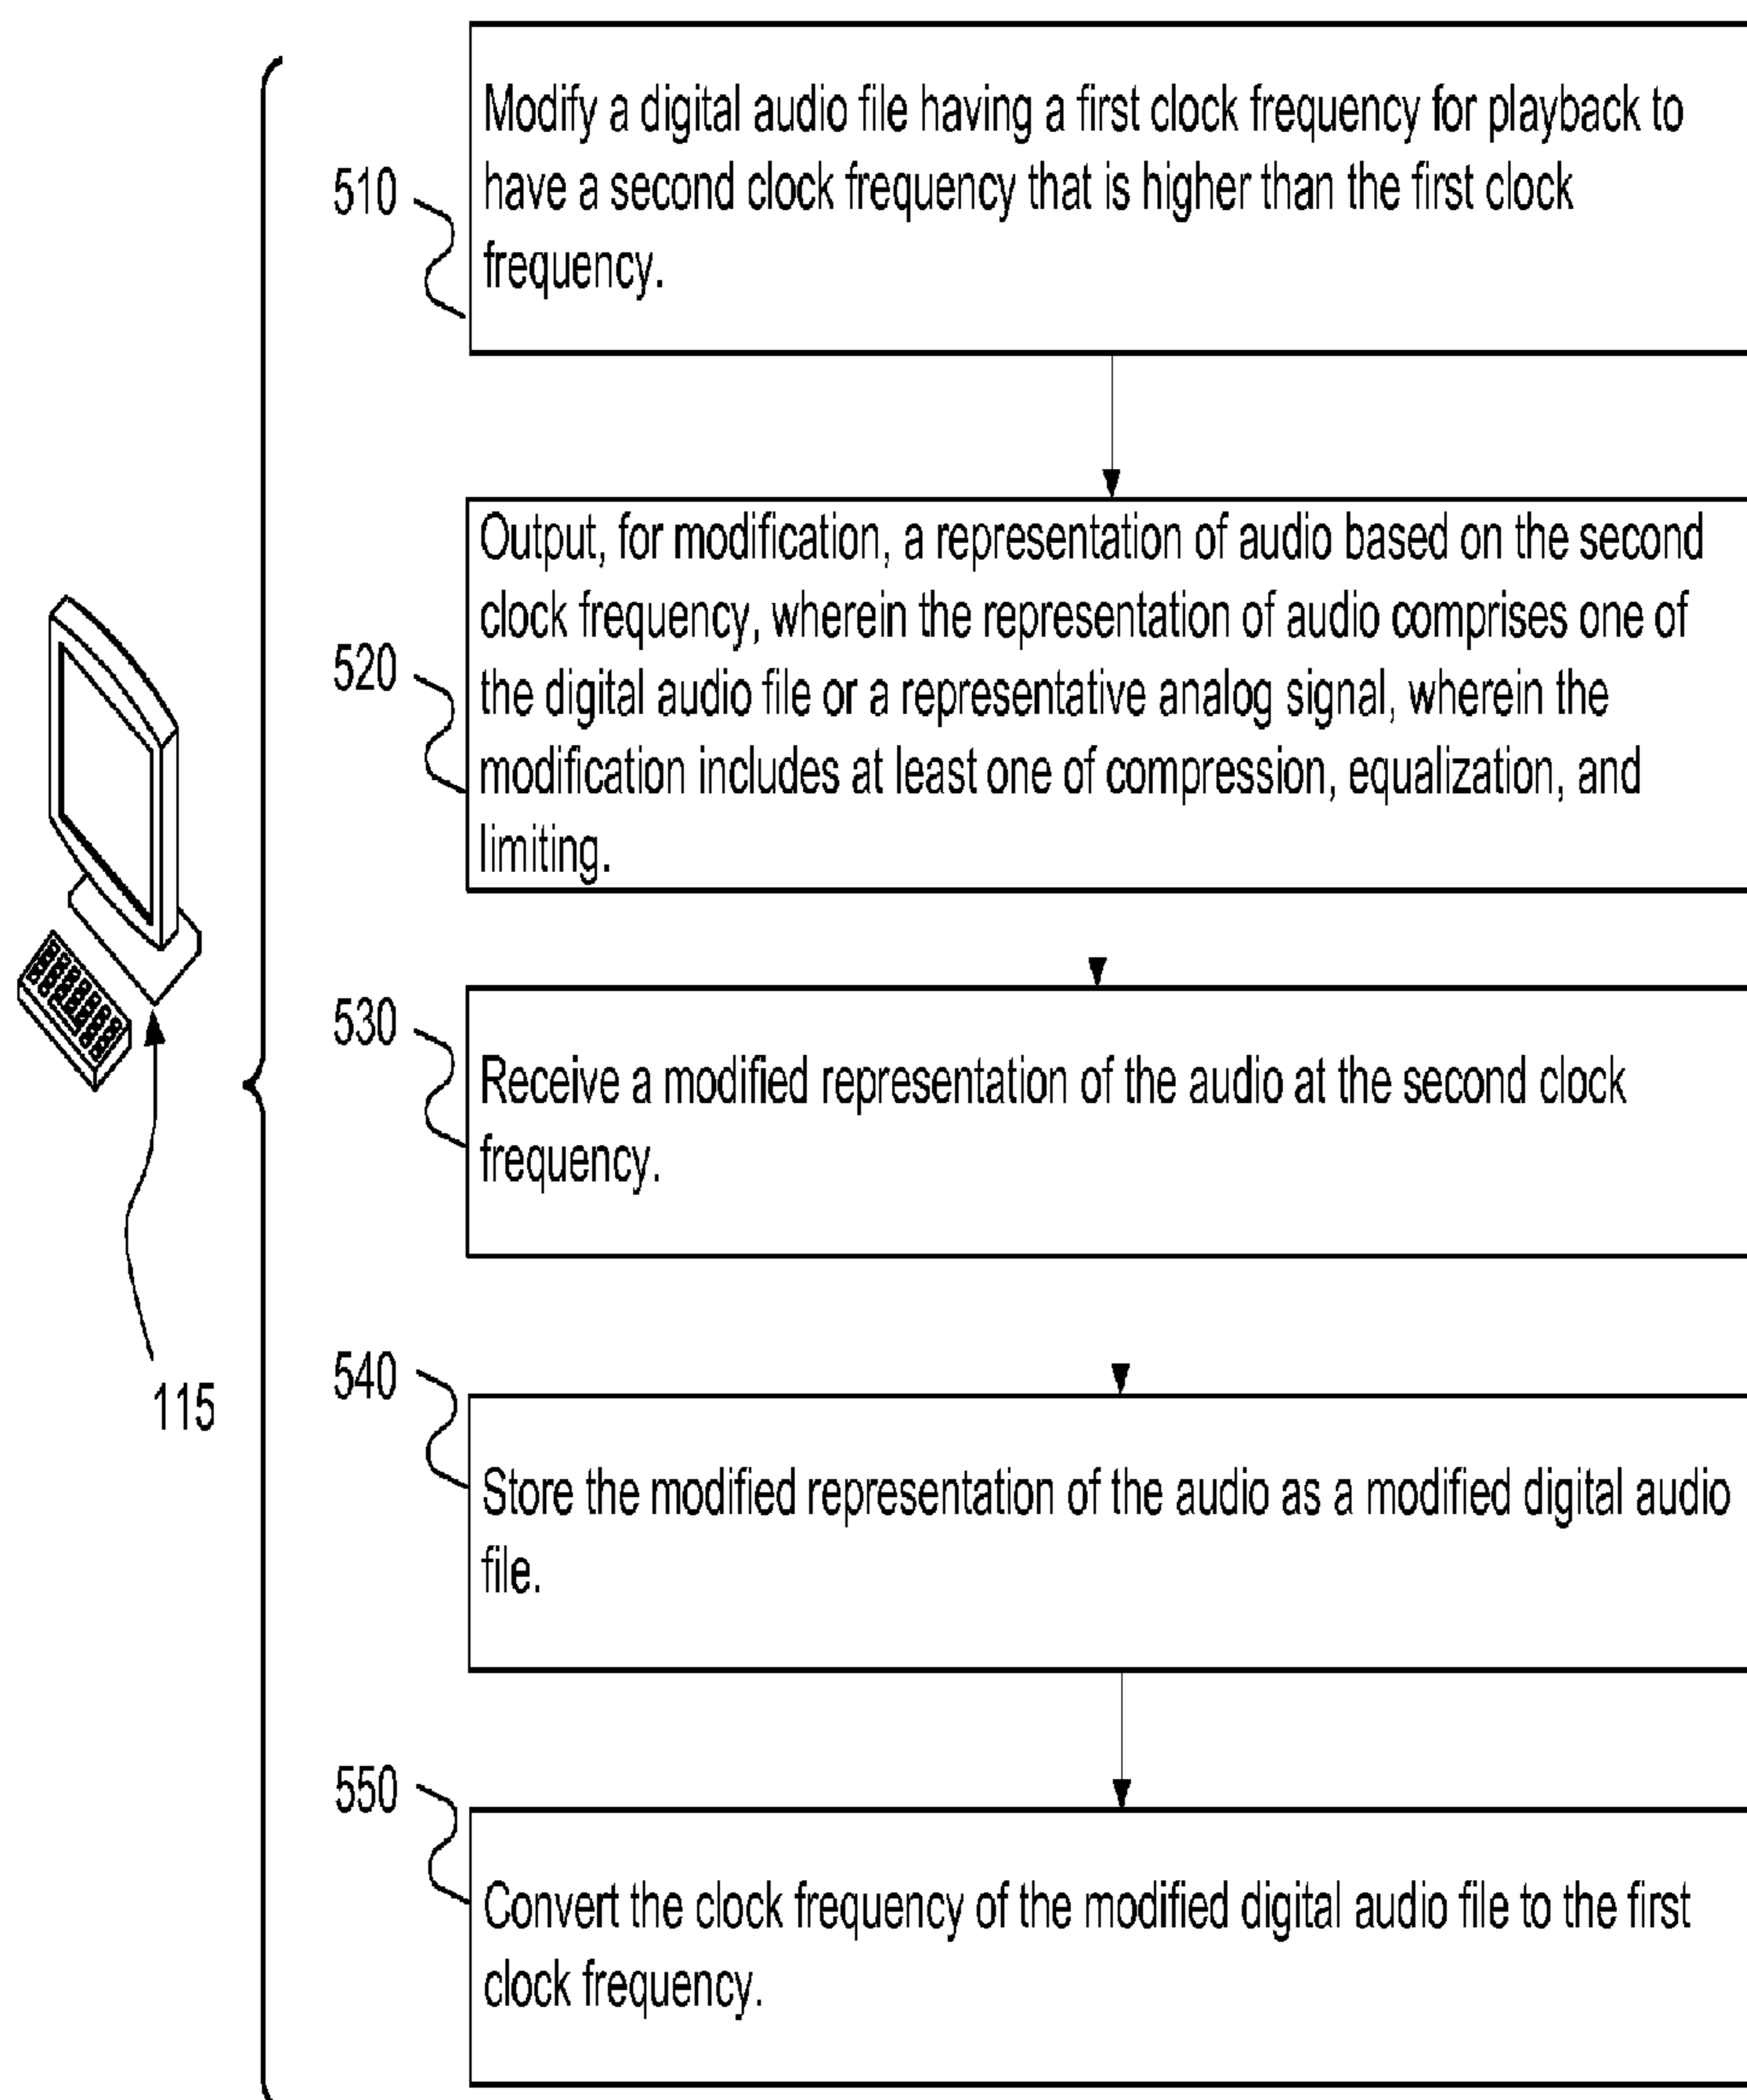 510
Modify a digital audio file having a first clock frequency for playback to
have a second clock frequency that is higher than the first clock
frequency.
520
Output, for modification, a representation of audio based on the second
clock frequency, wherein the representation of audio comprises one of
the digital audio file or a representative analog signal, wherein the
modification includes at least one of compression, equalization, and
limiting.
530
Receive a modified representation of the audio at the second clock
frequency.
115
540
Store the modified representation of the audio as a modified digital audio
file.
550
Convert the clock frequency of the modified digital audio file to the first
clock frequency.